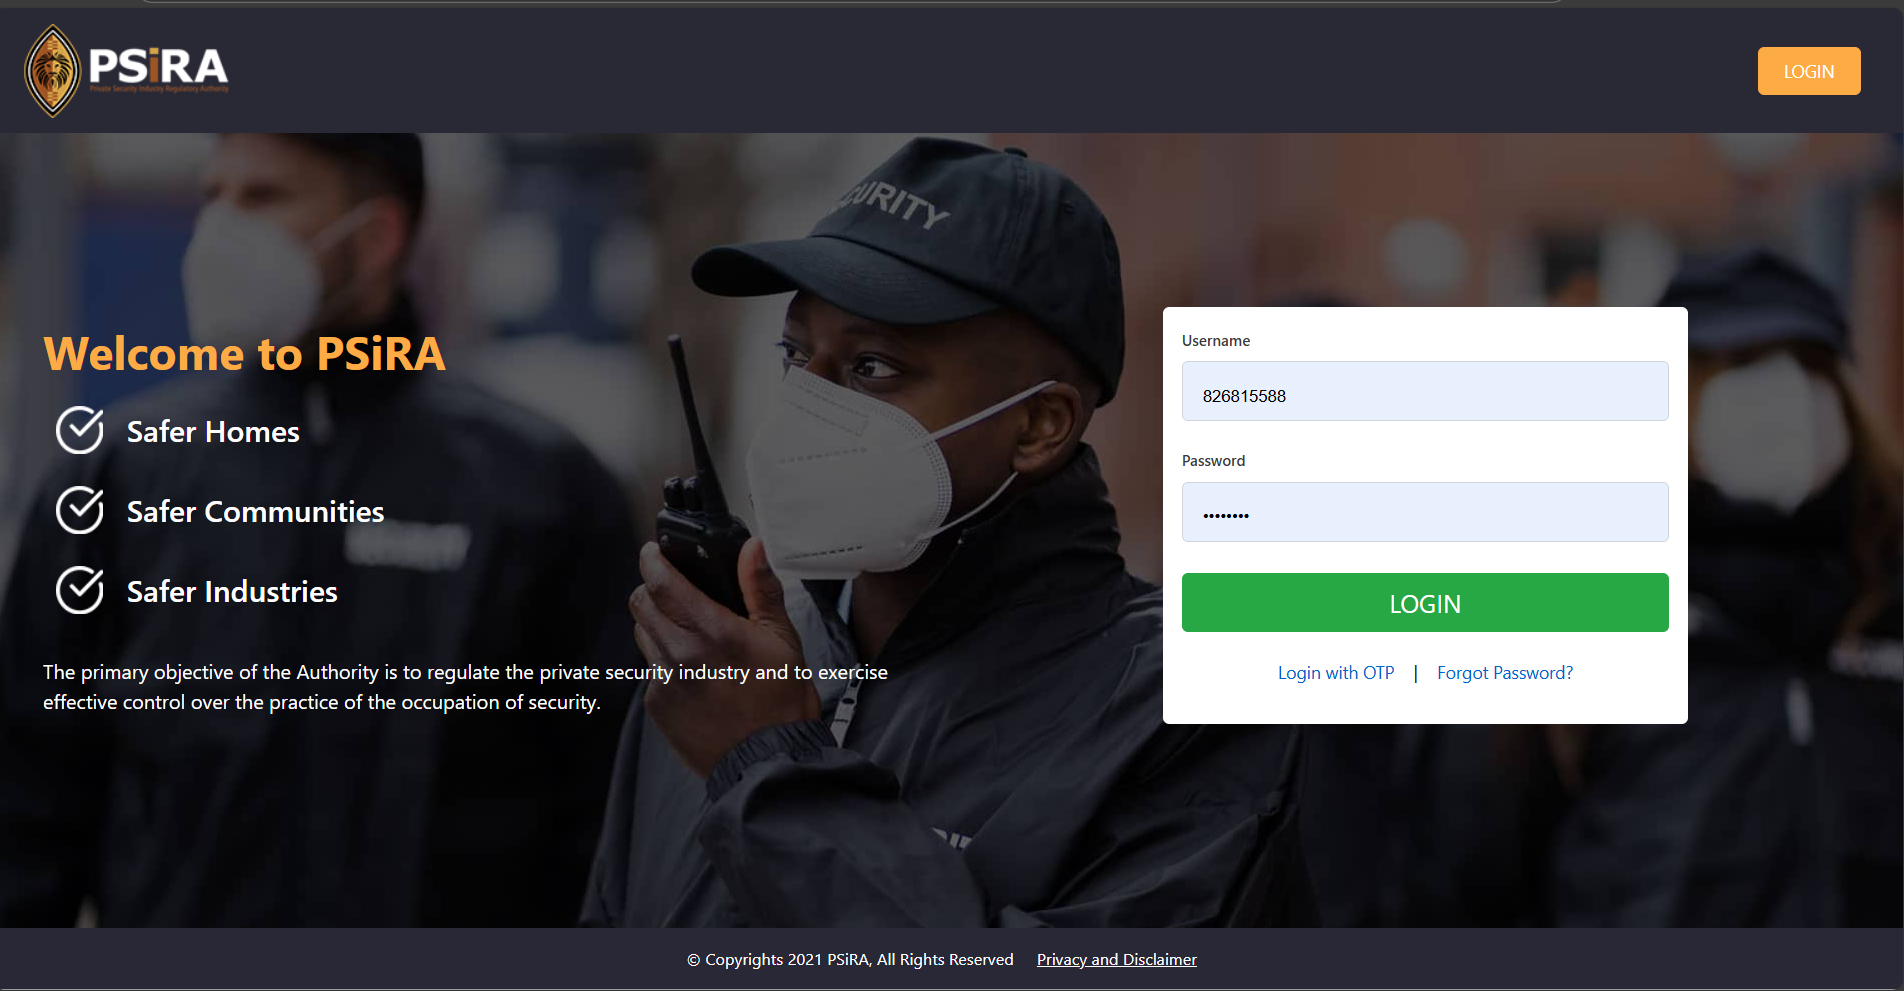 PSiRA
Private Security Industry Regulatory Authority
LOGIN
CURITY
Welcome to PSiRA
Safer Homes
Safer Communities
Safer Industries
The primary objective of the Authority is to regulate the private security industry and to exercise
effective control over the practice of the occupation of security.
Username
826815588
Password
••••••••
LOGIN
Login with OTP | Forgot Password?
© Copyrights 2021 PSiRA, All Rights Reserved Privacy and Disclaimer